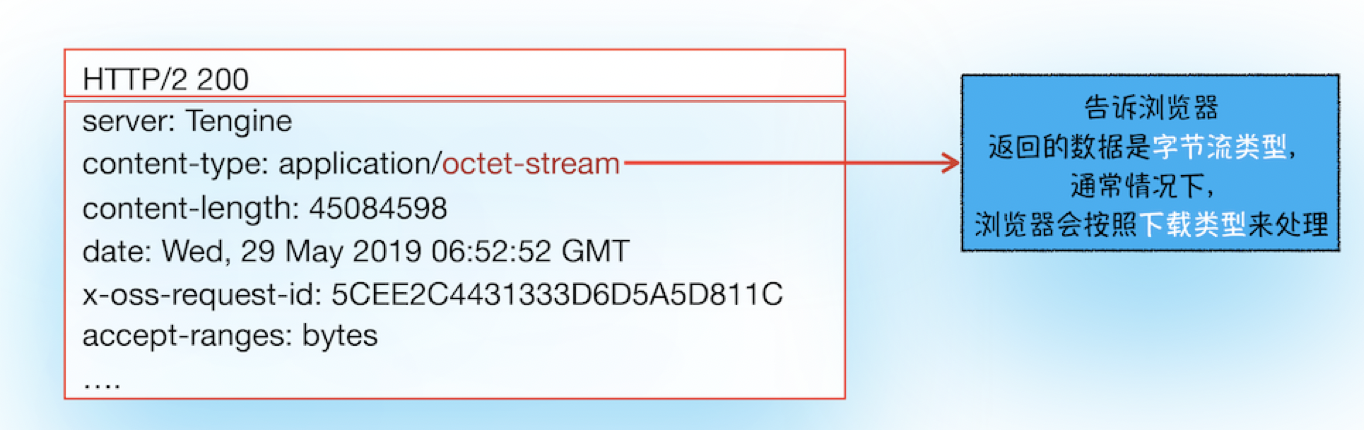 HTTP/2 200
server: Tengine
content-type: application/octet-stream
content-length: 45084598
date: Wed, 29 May 2019 06:52:52 GMT
x-oss-request-id: 5CEE2C4431333D6D5A5D811C
accept-ranges: bytes
....
告诉浏览器
返回的数据是字节流类型,
通常情况下,
浏览器会按照下载类型来处理